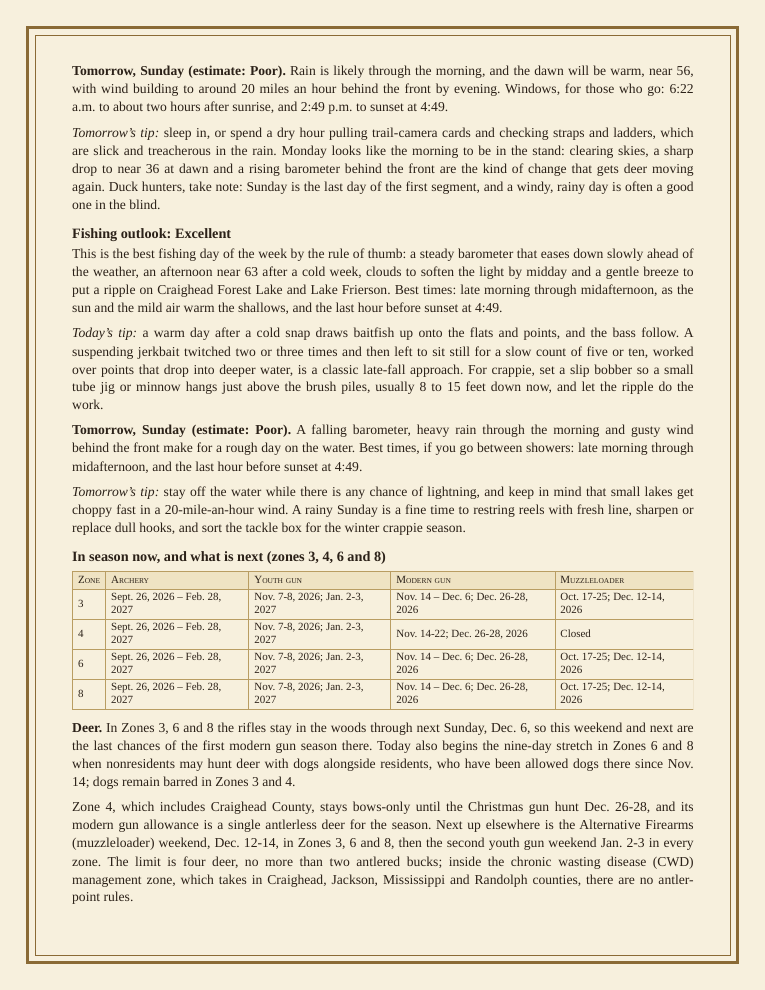 Tomorrow, Sunday (estimate: Poor). Rain is likely through the morning, and the dawn will be warm, near 56,
with wind building to around 20 miles an hour behind the front by evening. Windows, for those who go: 6:22
a.m. to about two hours after sunrise, and 2:49 p.m. to sunset at 4:49.
Tomorrow’s tip: sleep in, or spend a dry hour pulling trail-camera cards and checking straps and ladders, which
are slick and treacherous in the rain. Monday looks like the morning to be in the stand: clearing skies, a sharp
drop to near 36 at dawn and a rising barometer behind the front are the kind of change that gets deer moving
again. Duck hunters, take note: Sunday is the last day of the first segment, and a windy, rainy day is often a good
one in the blind.
Fishing outlook: Excellent
This is the best fishing day of the week by the rule of thumb: a steady barometer that eases down slowly ahead of
the weather, an afternoon near 63 after a cold week, clouds to soften the light by midday and a gentle breeze to
put a ripple on Craighead Forest Lake and Lake Frierson. Best times: late morning through midafternoon, as the
sun and the mild air warm the shallows, and the last hour before sunset at 4:49.
Today’s tip: a warm day after a cold snap draws baitfish up onto the flats and points, and the bass follow. A
suspending jerkbait twitched two or three times and then left to sit still for a slow count of five or ten, worked
over points that drop into deeper water, is a classic late-fall approach. For crappie, set a slip bobber so a small
tube jig or minnow hangs just above the brush piles, usually 8 to 15 feet down now, and let the ripple do the
work.
Tomorrow, Sunday (estimate: Poor). A falling barometer, heavy rain through the morning and gusty wind
behind the front make for a rough day on the water. Best times, if you go between showers: late morning through
midafternoon, and the last hour before sunset at 4:49.
Tomorrow’s tip: stay off the water while there is any chance of lightning, and keep in mind that small lakes get
choppy fast in a 20-mile-an-hour wind. A rainy Sunday is a fine time to restring reels with fresh line, sharpen or
replace dull hooks, and sort the tackle box for the winter crappie season.
In season now, and what is next (zones 3, 4, 6 and 8)
Zone Archery Youth gun Modern gun Muzzleloader
3 Sept. 26, 2026 – Feb. 28, 2027 Nov. 7-8, 2026; Jan. 2-3, 2027 Nov. 14 – Dec. 6; Dec. 26-28, 2026 Oct. 17-25; Dec. 12-14, 2026
4 Sept. 26, 2026 – Feb. 28, 2027 Nov. 7-8, 2026; Jan. 2-3, 2027 Nov. 14-22; Dec. 26-28, 2026 Closed
6 Sept. 26, 2026 – Feb. 28, 2027 Nov. 7-8, 2026; Jan. 2-3, 2027 Nov. 14 – Dec. 6; Dec. 26-28, 2026 Oct. 17-25; Dec. 12-14, 2026
8 Sept. 26, 2026 – Feb. 28, 2027 Nov. 7-8, 2026; Jan. 2-3, 2027 Nov. 14 – Dec. 6; Dec. 26-28, 2026 Oct. 17-25; Dec. 12-14, 2026
Deer. In Zones 3, 6 and 8 the rifles stay in the woods through next Sunday, Dec. 6, so this weekend and next are
the last chances of the first modern gun season there. Today also begins the nine-day stretch in Zones 6 and 8
when nonresidents may hunt deer with dogs alongside residents, who have been allowed dogs there since Nov.
14; dogs remain barred in Zones 3 and 4.
Zone 4, which includes Craighead County, stays bows-only until the Christmas gun hunt Dec. 26-28, and its
modern gun allowance is a single antlerless deer for the season. Next up elsewhere is the Alternative Firearms
(muzzleloader) weekend, Dec. 12-14, in Zones 3, 6 and 8, then the second youth gun weekend Jan. 2-3 in every
zone. The limit is four deer, no more than two antlered bucks; inside the chronic wasting disease (CWD)
management zone, which takes in Craighead, Jackson, Mississippi and Randolph counties, there are no antler-
point rules.